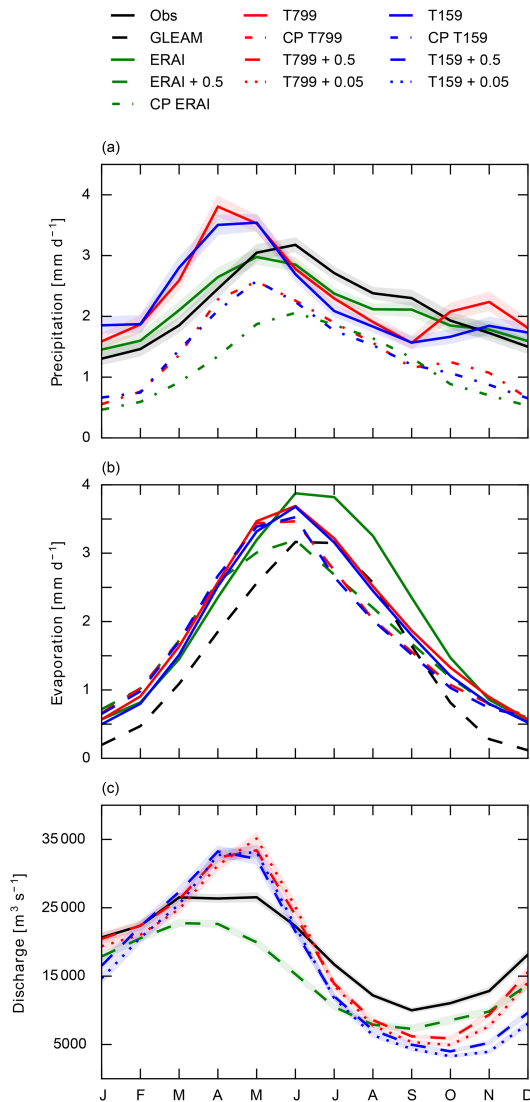 Obs T799 T159
GLEAM CP T799 CP T159
ERAI T799 + 0.5 T159 + 0.5
ERAI + 0.5 T799 + 0.05 T159 + 0.05
CP ERAI
(a)
4
3
2
1
0
Precipitation [mm d⁻¹]
(b)
4
3
2
1
0
Evaporation [mm d⁻¹]
(c)
35 000
25 000
15 000
5000
Discharge [m³ s⁻¹]
J F M A M J J A S O N D